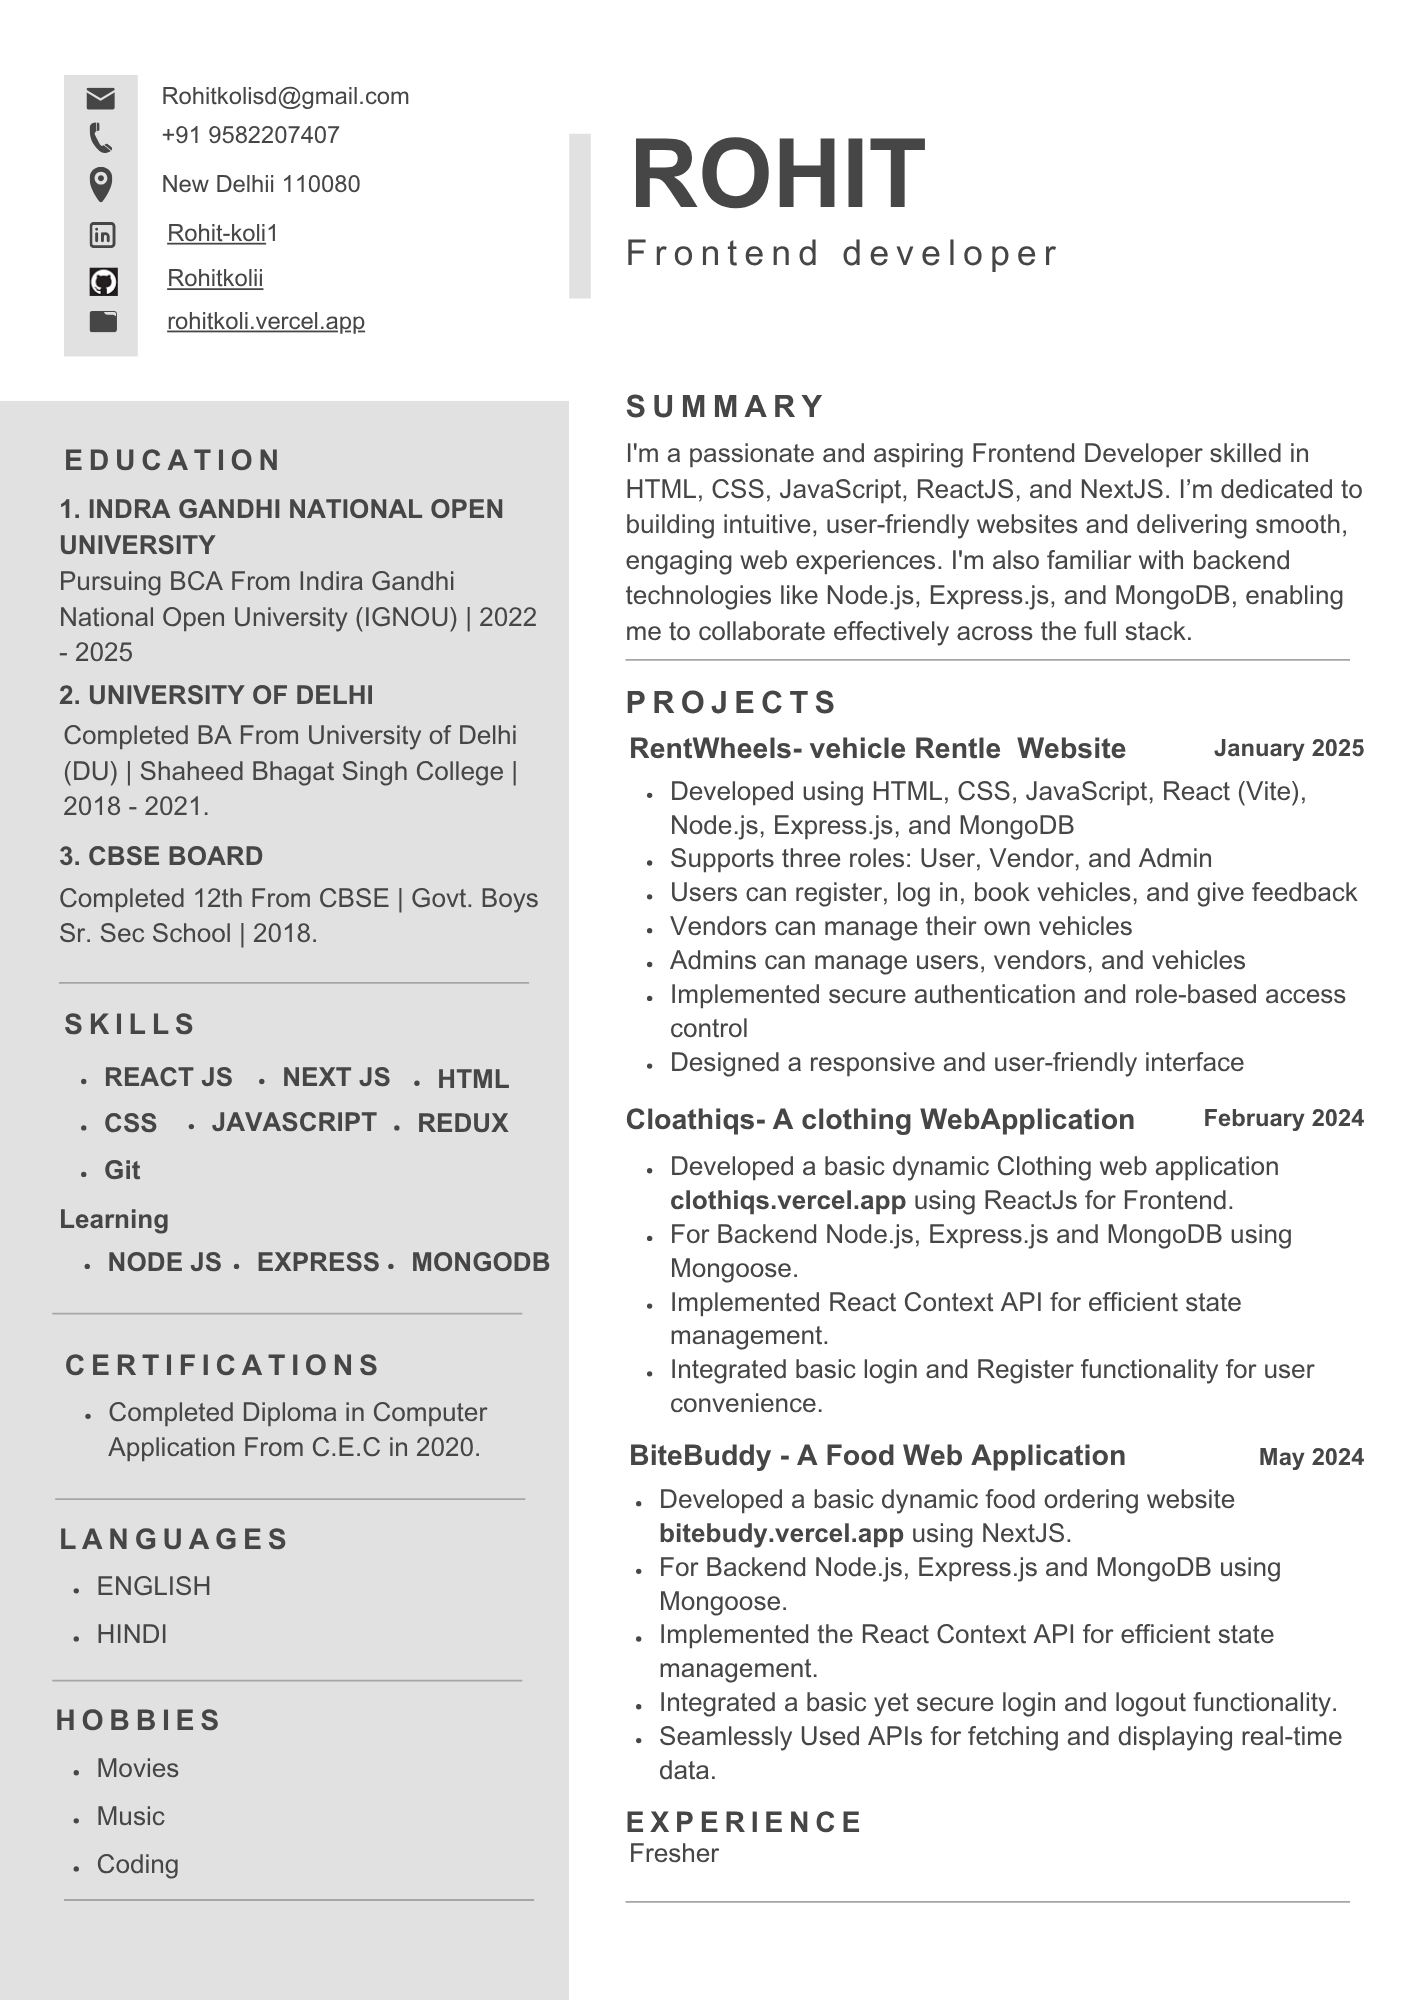 Rohitkolisd@gmail.com
+91 9582207407
New Delhii 110080
Rohit-koli1
Rohitkolii
rohitkoli.vercel.app
ROHIT
Frontend developer
EDUCATION
1. INDRA GANDHI NATIONAL OPEN
UNIVERSITY
Pursuing BCA From Indira Gandhi
National Open University (IGNOU) | 2022
- 2025
2. UNIVERSITY OF DELHI
Completed BA From University of Delhi
(DU) | Shaheed Bhagat Singh College |
2018 - 2021.
3. CBSE BOARD
Completed 12th From CBSE | Govt. Boys
Sr. Sec School | 2018.
SKILLS
• REACT JS • NEXT JS • HTML
• CSS • JAVASCRIPT • REDUX
• Git
Learning
• NODE JS • EXPRESS • MONGODB
CERTIFICATIONS
• Completed Diploma in Computer
Application From C.E.C in 2020.
LANGUAGES
• ENGLISH
• HINDI
HOBBIES
• Movies
• Music
• Coding
SUMMARY
I'm a passionate and aspiring Frontend Developer skilled in
HTML, CSS, JavaScript, ReactJS, and NextJS. I’m dedicated to
building intuitive, user-friendly websites and delivering smooth,
engaging web experiences. I'm also familiar with backend
technologies like Node.js, Express.js, and MongoDB, enabling
me to collaborate effectively across the full stack.
PROJECTS
RentWheels- vehicle Rentle Website January 2025
• Developed using HTML, CSS, JavaScript, React (Vite),
Node.js, Express.js, and MongoDB
• Supports three roles: User, Vendor, and Admin
• Users can register, log in, book vehicles, and give feedback
• Vendors can manage their own vehicles
• Admins can manage users, vendors, and vehicles
• Implemented secure authentication and role-based access
control
• Designed a responsive and user-friendly interface
Cloathiqs- A clothing WebApplication February 2024
• Developed a basic dynamic Clothing web application
clothiqs.vercel.app using ReactJs for Frontend.
• For Backend Node.js, Express.js and MongoDB using
Mongoose.
• Implemented React Context API for efficient state
management.
• Integrated basic login and Register functionality for user
convenience.
BiteBuddy - A Food Web Application May 2024
• Developed a basic dynamic food ordering website
bitebudy.vercel.app using NextJS.
• For Backend Node.js, Express.js and MongoDB using
Mongoose.
• Implemented the React Context API for efficient state
management.
• Integrated a basic yet secure login and logout functionality.
• Seamlessly Used APIs for fetching and displaying real-time
data.
EXPERIENCE
Fresher